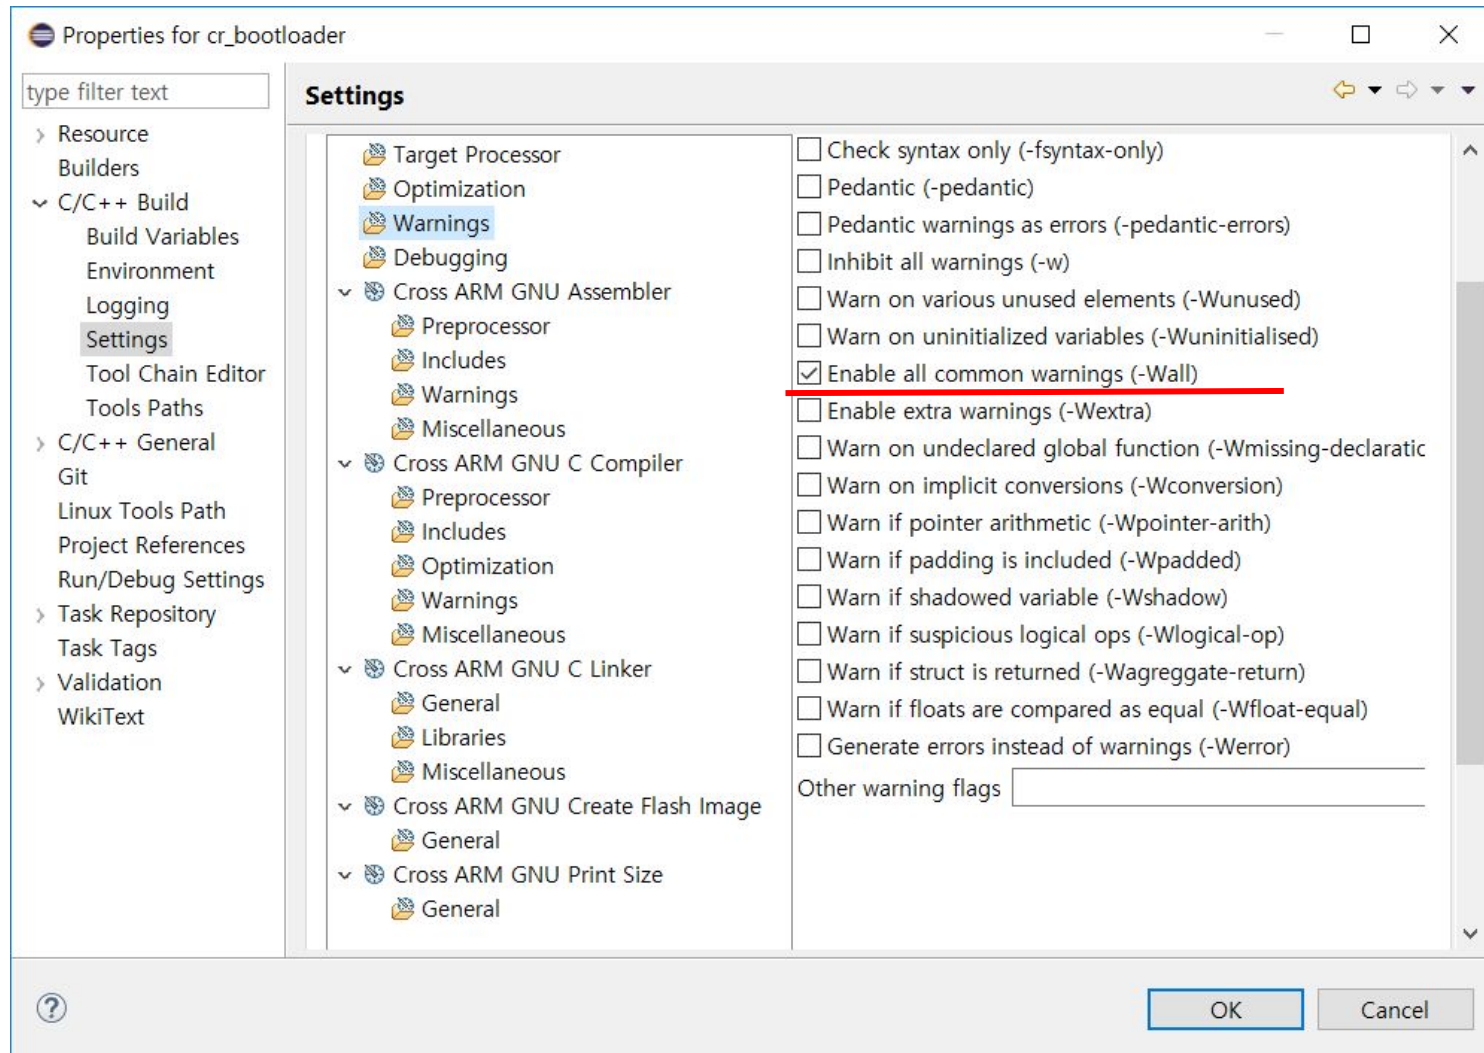 Properties for cr_bootloader
type filter text
Resource
Builders
C/C++ Build
Build Variables
Environment
Logging
Settings
Tool Chain Editor
Tools Paths
C/C++ General
Git
Linux Tools Path
Project References
Run/Debug Settings
Task Repository
Task Tags
Validation
WikiText
Settings
Target Processor
Optimization
Warnings
Debugging
Cross ARM GNU Assembler
Preprocessor
Includes
Warnings
Miscellaneous
Cross ARM GNU C Compiler
Preprocessor
Includes
Optimization
Warnings
Miscellaneous
Cross ARM GNU C Linker
General
Libraries
Miscellaneous
Cross ARM GNU Create Flash Image
General
Cross ARM GNU Print Size
General
Check syntax only (-fsyntax-only)
Pedantic (-pedantic)
Pedantic warnings as errors (-pedantic-errors)
Inhibit all warnings (-w)
Warn on various unused elements (-Wunused)
Warn on uninitialized variables (-Wuninitialised)
Enable all common warnings (-Wall)
Enable extra warnings (-Wextra)
Warn on undeclared global function (-Wmissing-declaratic
Warn on implicit conversions (-Wconversion)
Warn if pointer arithmetic (-Wpointer-arith)
Warn if padding is included (-Wpadded)
Warn if shadowed variable (-Wshadow)
Warn if suspicious logical ops (-Wlogical-op)
Warn if struct is returned (-Wagreggate-return)
Warn if floats are compared as equal (-Wfloat-equal)
Generate errors instead of warnings (-Werror)
Other warning flags
OK
Cancel